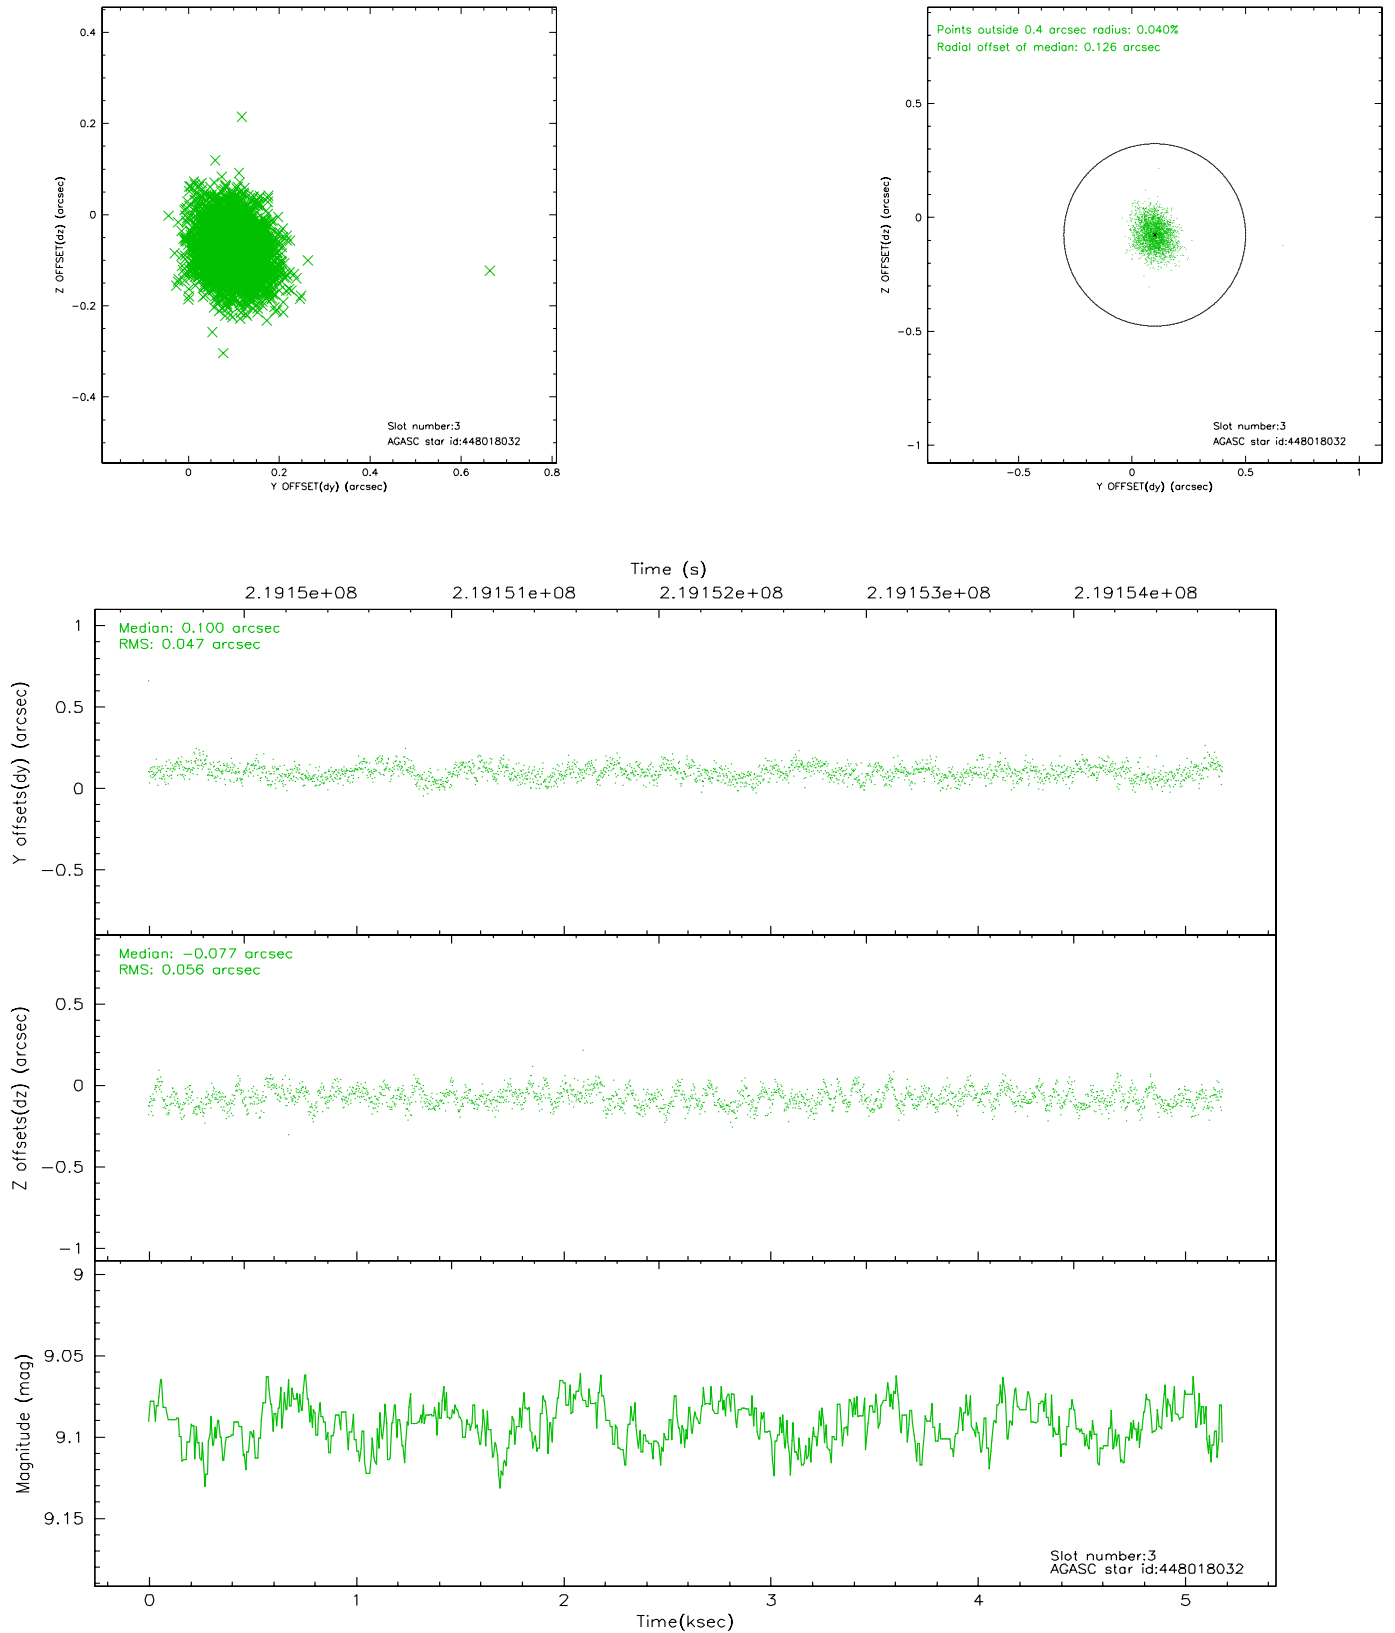 0.4
0.2
0
−0.2
−0.4
Z OFFSET(dz) (arcsec)
Slot number:3
AGASC star id:448018032
0
0.2
0.4
0.6
0.8
Y OFFSET(dy) (arcsec)
Points outside 0.4 arcsec radius: 0.040%
Radial offset of median: 0.126 arcsec
0.5
0
−0.5
−1
Z OFFSET(dz) (arcsec)
Slot number:3
AGASC star id:448018032
−0.5
0
0.5
1
Y OFFSET(dy) (arcsec)
Time (s)
2.1915e+08
2.19151e+08
2.19152e+08
2.19153e+08
2.19154e+08
Median: 0.100 arcsec
RMS: 0.047 arcsec
1
0.5
0
−0.5
Y offsets(dy) (arcsec)
Median: −0.077 arcsec
RMS: 0.056 arcsec
0.5
0
−0.5
−1
Z offsets(dz) (arcsec)
9
9.05
9.1
9.15
Magnitude (mag)
Slot number:3
AGASC star id:448018032
0
1
2
3
4
5
Time(ksec)